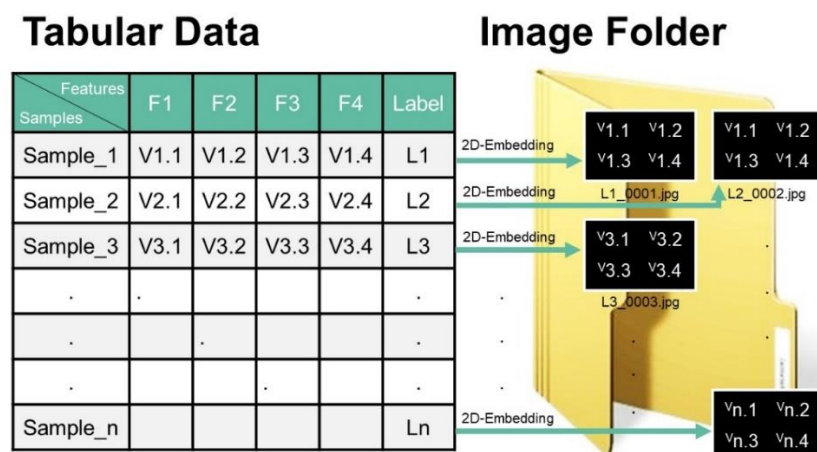 Tabular Data
Image Folder
Features
Samples
F1 F2 F3 F4 Label
Sample_1 V1.1 V1.2 V1.3 V1.4 L1
2D-Embedding
V1.1 V1.2
V1.3 V1.4
L1_0001.jpg
V1.1 V1.2
V1.3 V1.4
L2_0002.jpg
Sample_2 V2.1 V2.2 V2.3 V2.4 L2
2D-Embedding
Sample_3 V3.1 V3.2 V3.3 V3.4 L3
2D-Embedding
V3.1 V3.2
V3.3 V3.4
L3_0003.jpg
Sample_n Ln
2D-Embedding
Vn.1 Vn.2
Vn.3 Vn.4